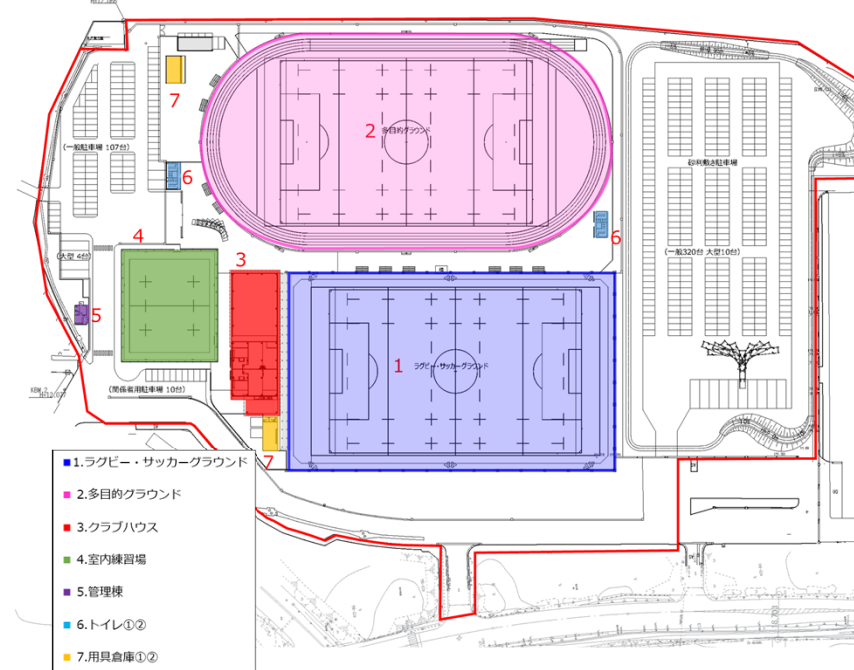 7
2 多目的グラウンド
(一般駐車場 107台)
砂利敷き駐車場
6
6
4
(大型 4台)
(一般320台 大型10台)
3
5
1 ラグビー・サッカーグラウンド
(関係者用駐車場 10台)
KBM.7
7
1.ラグビー・サッカーグラウンド
2.多目的グラウンド
3.クラブハウス
4.室内練習場
5.管理棟
6.トイレ①②
7.用具倉庫①②